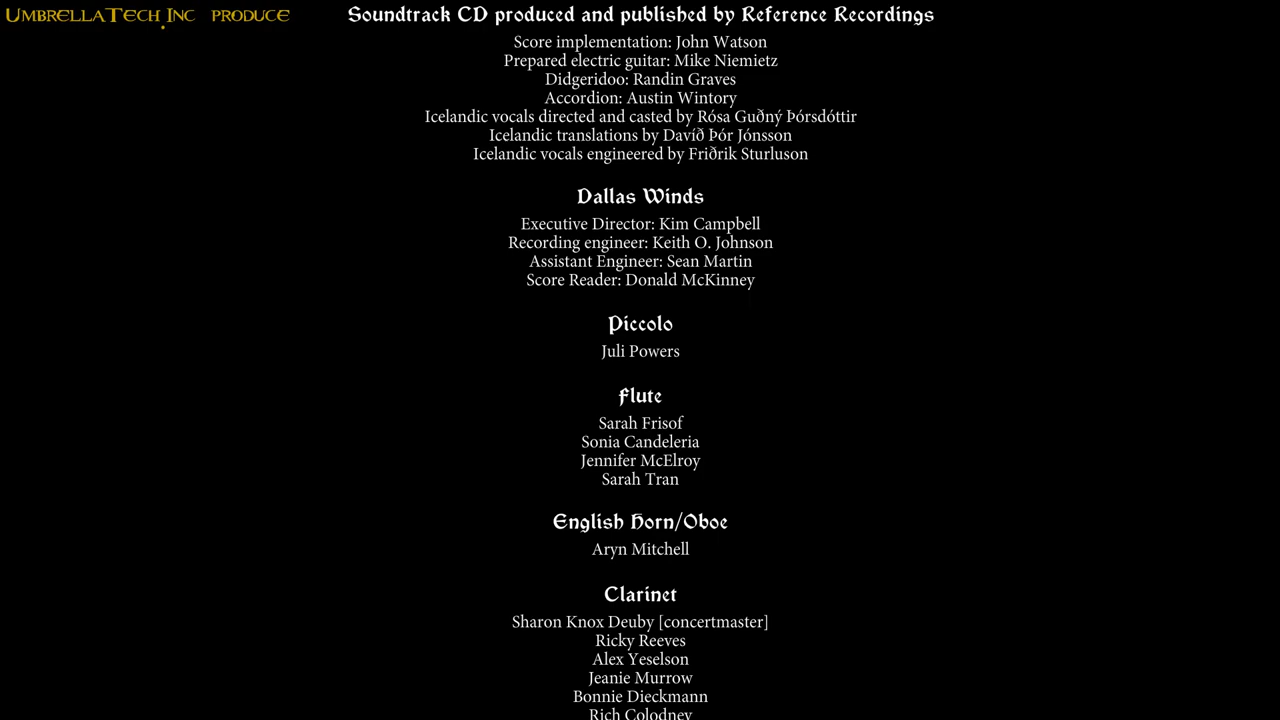 UmbrellaTech.Inc produce
Soundtrack CD produced and published by Reference Recordings
Score implementation: John Watson
Prepared electric guitar: Mike Niemietz
Didgeridoo: Randin Graves
Accordion: Austin Wintory
Icelandic vocals directed and casted by Rósa Guðný Þórsdóttir
Icelandic translations by Davíð Þór Jónsson
Icelandic vocals engineered by Friðrik Sturluson
Dallas Winds
Executive Director: Kim Campbell
Recording engineer: Keith O. Johnson
Assistant Engineer: Sean Martin
Score Reader: Donald McKinney
Piccolo
Juli Powers
Flute
Sarah Frisof
Sonia Candeleria
Jennifer McElroy
Sarah Tran
English Horn/Oboe
Aryn Mitchell
Clarinet
Sharon Knox Deuby [concertmaster]
Ricky Reeves
Alex Yeselson
Jeanie Murrow
Bonnie Dieckmann
Rich Colodney